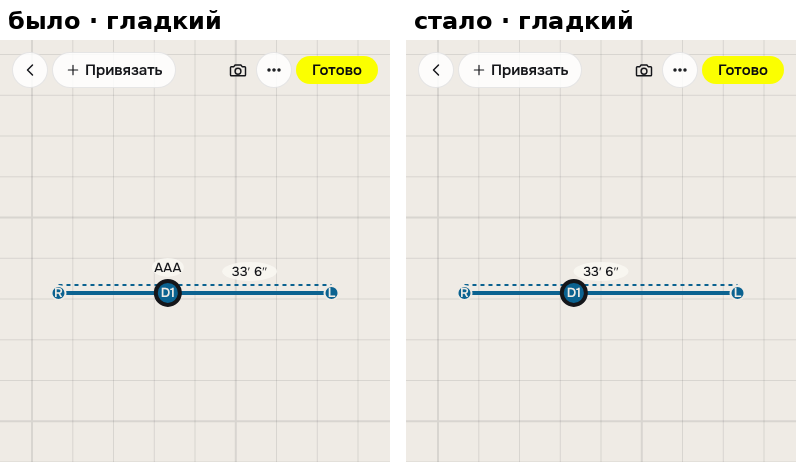 было · гладкий
стало · гладкий
+ Привязать
Готово
+ Привязать
Готово
AAA
33′ 6″
33′ 6″
R
D1
L
R
D1
L